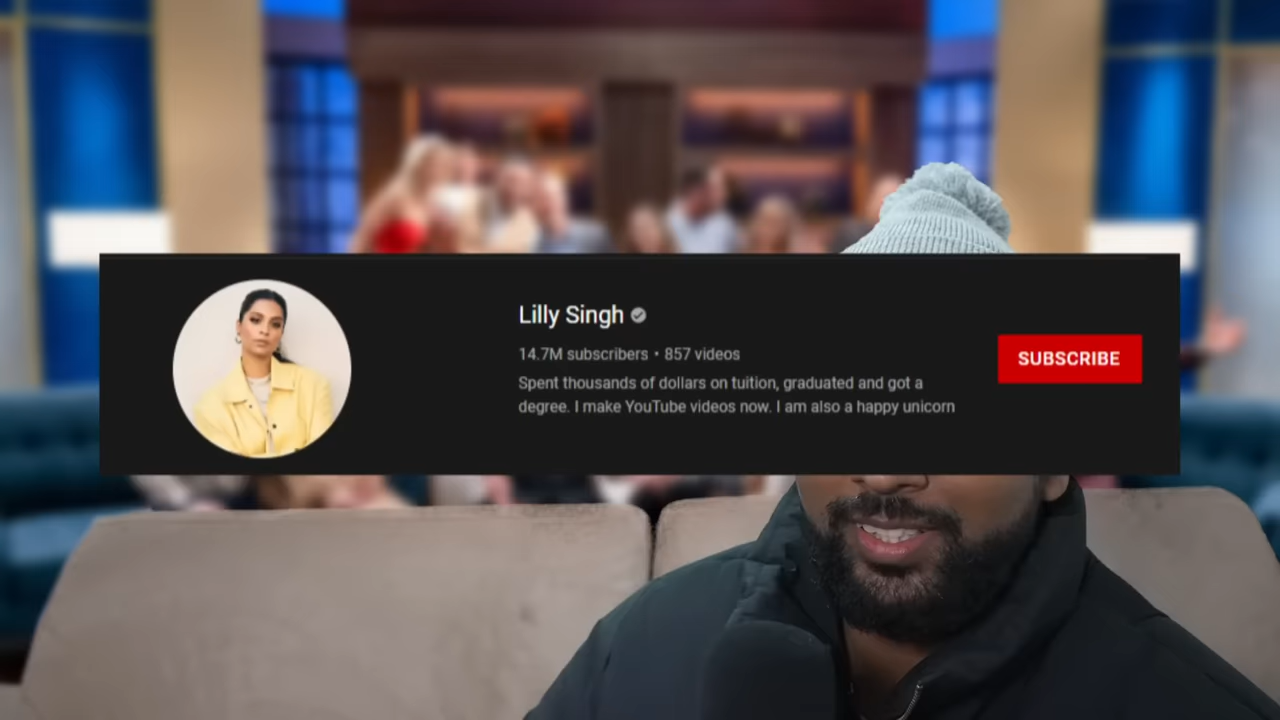 Lilly Singh
14.7M subscribers • 857 videos
Spent thousands of dollars on tuition, graduated and got a
degree. I make YouTube videos now. I am also a happy unicorn
SUBSCRIBE